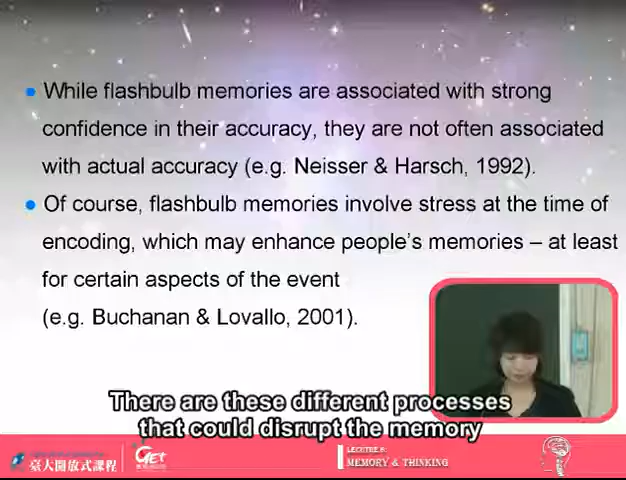 While flashbulb memories are associated with strong
confidence in their accuracy, they are not often associated
with actual accuracy (e.g. Neisser & Harsch, 1992).
Of course, flashbulb memories involve stress at the time of
encoding, which may enhance people's memories – at least
for certain aspects of the event
(e.g. Buchanan & Lovallo, 2001).
There are these different processes
that could disrupt the memory
臺大開放式課程
GET
MEMORY & THINKING